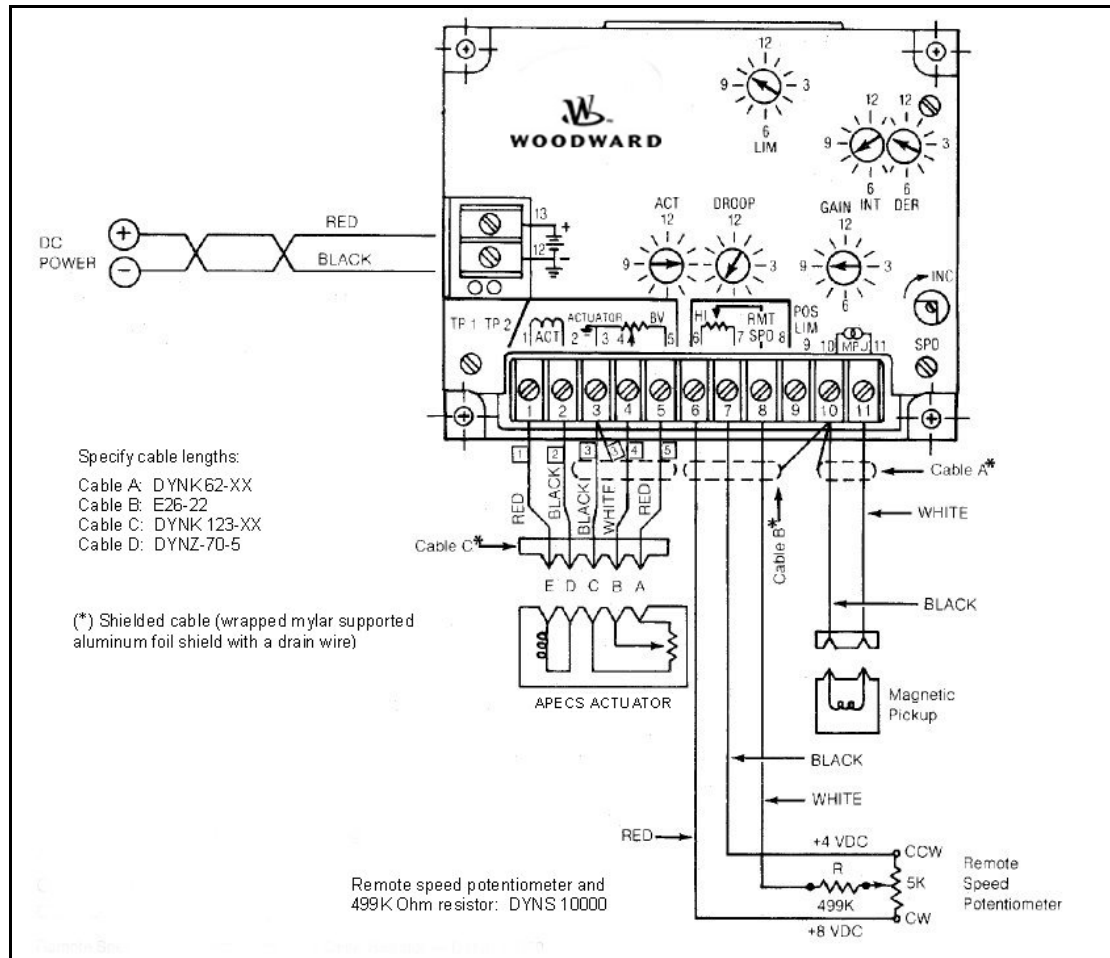 12
9 3
6
LIM
W
WOODWARD
12 12
9 3
6 6
INT DER
ACT DROOP GAIN
12 12 12
9 3 9 3
6
INC
SPD
13 +
12 -
DC POWER
+
-
RED
BLACK
TP 1 TP 2
ACTUATOR BV
1 ACT 2 3 4 5
HI RMT
6 7 SPD 8
POS LIM
9
10 MPU 11
1 2 3 4 5 6 7 8 9 10 11
1 2 3 3 4 5
RED BLACK BLACK WHITE RED
Cable A*
WHITE
Cable B*
Specify cable lengths:
Cable A: DYNK 62-XX
Cable B: E26-22
Cable C: DYNK 123-XX
Cable D: DYNZ-70-5
Cable C*
E D C B A
BLACK
(*) Shielded cable (wrapped mylar supported
aluminum foil shield with a drain wire)
APECS ACTUATOR
Magnetic
Pickup
BLACK
WHITE
RED
+4 VDC
CCW
R
5K
499K
CW
+8 VDC
Remote
Speed
Potentiometer
Remote speed potentiometer and
499K Ohm resistor: DYNS 10000